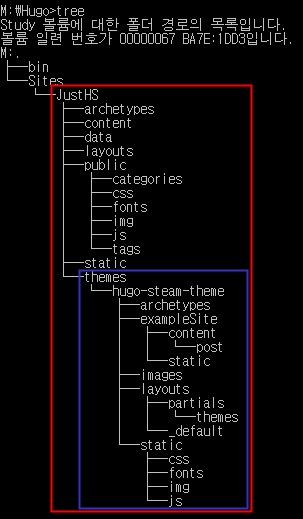 M:\Hugo>tree
Study 볼륨에 대한 폴더 경로의 목록입니다.
볼륨 일련 번호가 00000067 BA7E:1DD3입니다.
M:.
├─bin
└─Sites
    └─JustHS
        ├─archetypes
        ├─content
        ├─data
        ├─layouts
        ├─public
        │  ├─categories
        │  ├─css
        │  ├─fonts
        │  ├─img
        │  ├─js
        │  └─tags
        ├─static
        └─themes
            └─hugo-steam-theme
                ├─archetypes
                ├─exampleSite
                │  ├─content
                │  │  └─post
                │  └─static
                ├─images
                ├─layouts
                │  ├─partials
                │  │  └─themes
                │  └─_default
                └─static
                    ├─css
                    ├─fonts
                    ├─img
                    └─js